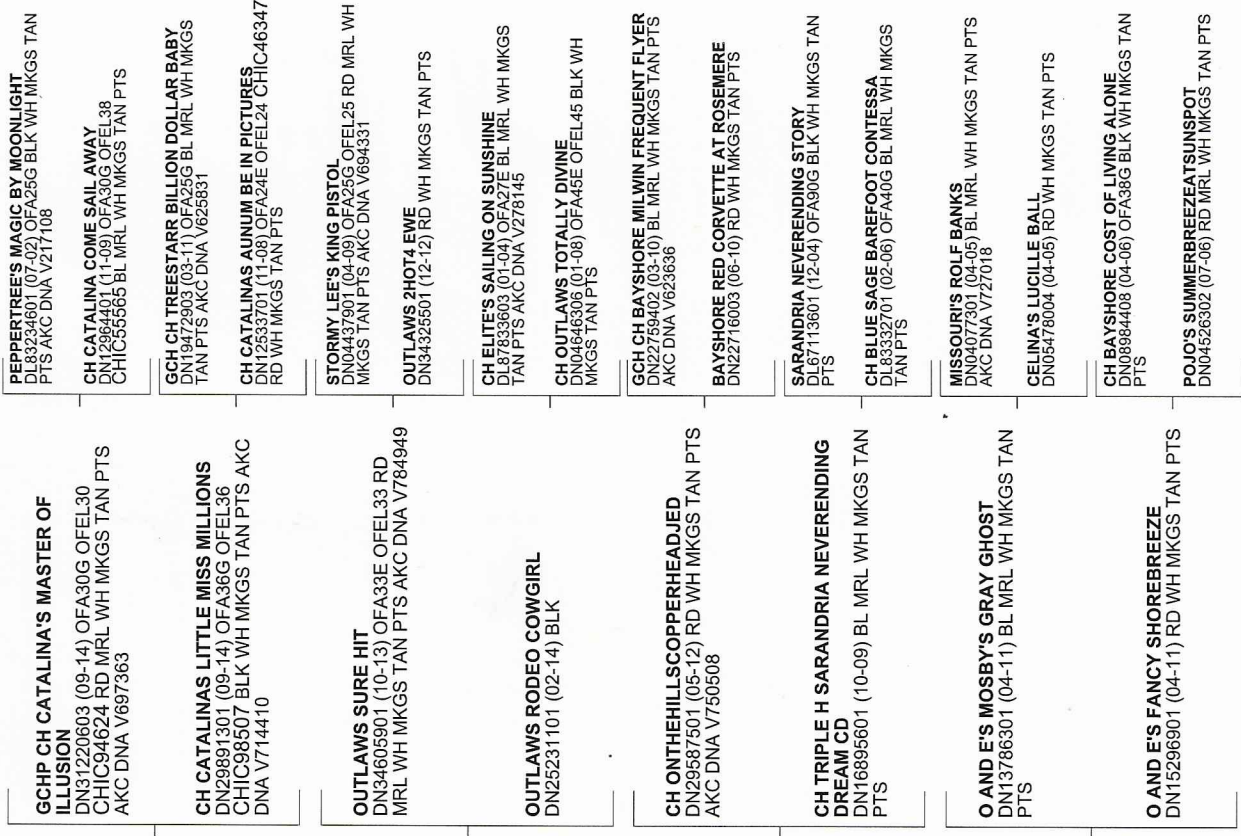 GCHP CH CATALINA'S MASTER OF
ILLUSION
DN31220603 (09-14) OFA30G OFEL30
CHIC94624 RD MRL WH MKGS TAN PTS
AKC DNA V697363
CH CATALINAS LITTLE MISS MILLIONS
DN29891301 (09-14) OFA36G OFEL36
CHIC98507 BLK WH MKGS TAN PTS AKC
DNA V714410
OUTLAWS SURE HIT
DN34605901 (10-13) OFA33E OFEL33 RD
MRL WH MKGS TAN PTS AKC DNA V784949
OUTLAWS RODEO COWGIRL
DN25231101 (02-14) BLK
CH ONTHEHILLSCOPPERHEADJED
DN29587501 (05-12) RD WH MKGS TAN PTS
AKC DNA V750508
CH TRIPLE H SARANDRIA NEVERENDING
DREAM CD
DN16895601 (10-09) BL MRL WH MKGS TAN
PTS
O AND E'S MOSBY'S GRAY GHOST
DN13786301 (04-11) BL MRL WH MKGS TAN
PTS
O AND E'S FANCY SHOREBREEZE
DN15296901 (04-11) RD WH MKGS TAN PTS
PEPPERTREE'S MAGIC BY MOONLIGHT
DL83234601 (07-02) OFA25G BLK WH MKGS TAN
PTS AKC DNA V217108
CH CATALINA COME SAIL AWAY
DN12964401 (11-09) OFA30G OFEL38
CHIC55565 BL MRL WH MKGS TAN PTS
GCH CH TREESTARR BILLION DOLLAR BABY
DN19472903 (03-11) OFA25G BL MRL WH MKGS
TAN PTS AKC DNA V625831
CH CATALINAS AUNUM BE IN PICTURES
DN12533701 (11-08) OFA24E OFEL24 CHIC46347
RD WH MKGS TAN PTS
STORMY LEE'S KING PISTOL
DN04437901 (04-09) OFA25G OFEL25 RD MRL WH
MKGS TAN PTS AKC DNA V694331
OUTLAWS 2HOT4 EWE
DN34325501 (12-12) RD WH MKGS TAN PTS
CH ELITE'S SAILING ON SUNSHINE
DL87833603 (01-04) OFA27E BL MRL WH MKGS
TAN PTS AKC DNA V278145
CH OUTLAWS TOTALLY DIVINE
DN04646306 (01-08) OFA45E OFEL45 BLK WH
MKGS TAN PTS
GCH CH BAYSHORE MILWIN FREQUENT FLYER
DN22759402 (03-10) BL MRL WH MKGS TAN PTS
AKC DNA V623636
BAYSHORE RED CORVETTE AT ROSEMERE
DN22716003 (06-10) RD WH MKGS TAN PTS
SARANDRIA NEVERENDING STORY
DL67113601 (12-04) OFA90G BLK WH MKGS TAN
PTS
CH BLUE SAGE BAREFOOT CONTESSA
DL83332701 (02-06) OFA40G BL MRL WH MKGS
TAN PTS
MISSOURI'S ROLF BANKS
DN04077301 (04-05) BL MRL WH MKGS TAN PTS
AKC DNA V727018
CELINA'S LUCILLE BALL
DN05478004 (04-05) RD WH MKGS TAN PTS
CH BAYSHORE COST OF LIVING ALONE
DN08984408 (04-06) OFA38G BLK WH MKGS TAN
PTS
POJO'S SUMMERBREEZEATSUNSPOT
DN04526302 (07-06) RD MRL WH MKGS TAN PTS